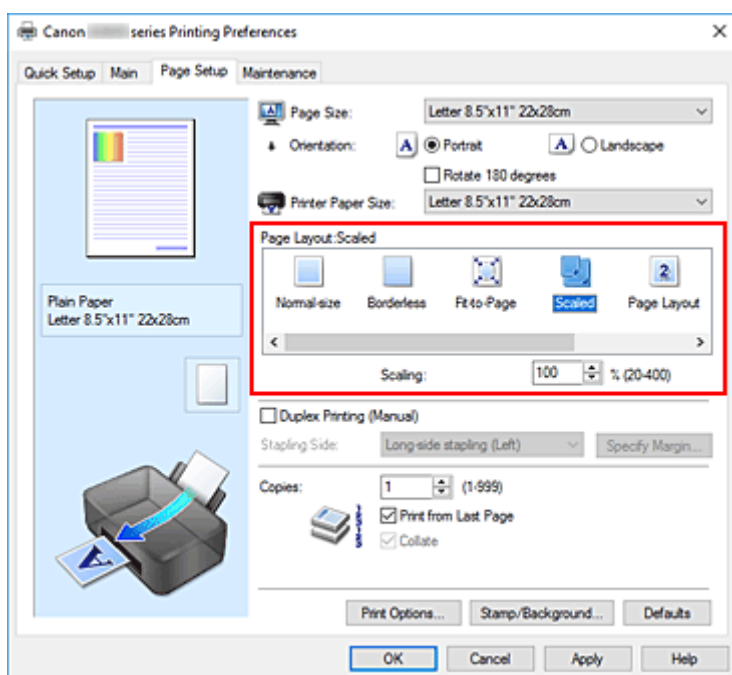 Canon series Printing Preferences
Quick Setup Main Page Setup Maintenance
Page Size: Letter 8.5"x11" 22x28cm
Orientation: A Portrait A Landscape
Rotate 180 degrees
Printer Paper Size: Letter 8.5"x11" 22x28cm
Page Layout:Scaled
Normal-size Borderless Fit-to-Page Scaled Page Layout
Scaling: 100 % (20-400)
Plain Paper
Letter 8.5"x11" 22x28cm
Duplex Printing (Manual)
Stapling Side: Long-side stapling (Left) Specify Margin...
Copies: 1 (1-999)
Print from Last Page
Collate
Print Options... Stamp/Background... Defaults
OK Cancel Apply Help